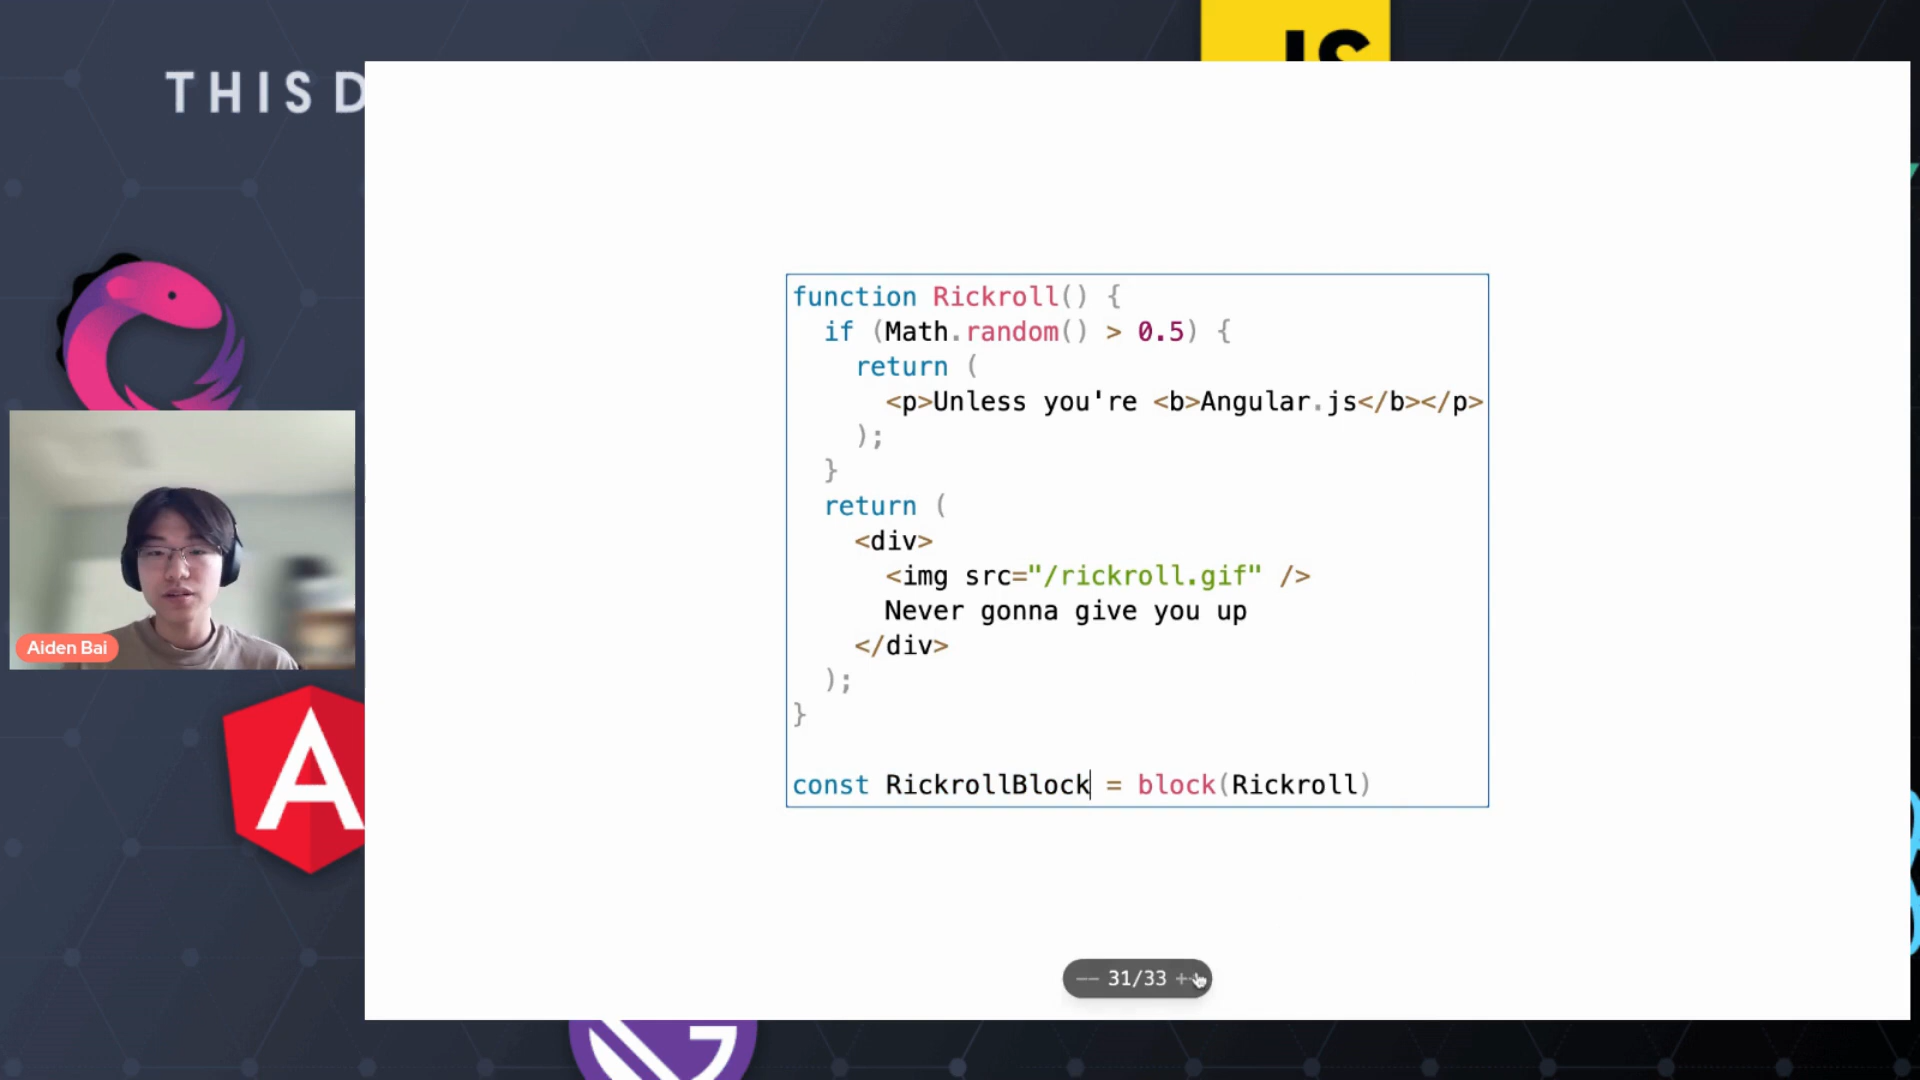 JS
THIS D
function Rickroll() {
if (Math.random() > 0.5) {
return (
<p>Unless you're <b>Angular.js</b></p>
);
}
return (
<div>
<img src="/rickroll.gif" />
Never gonna give you up
</div>
);
}
const RickrollBlock = block(Rickroll)
Aiden Bai
A
31/33 +